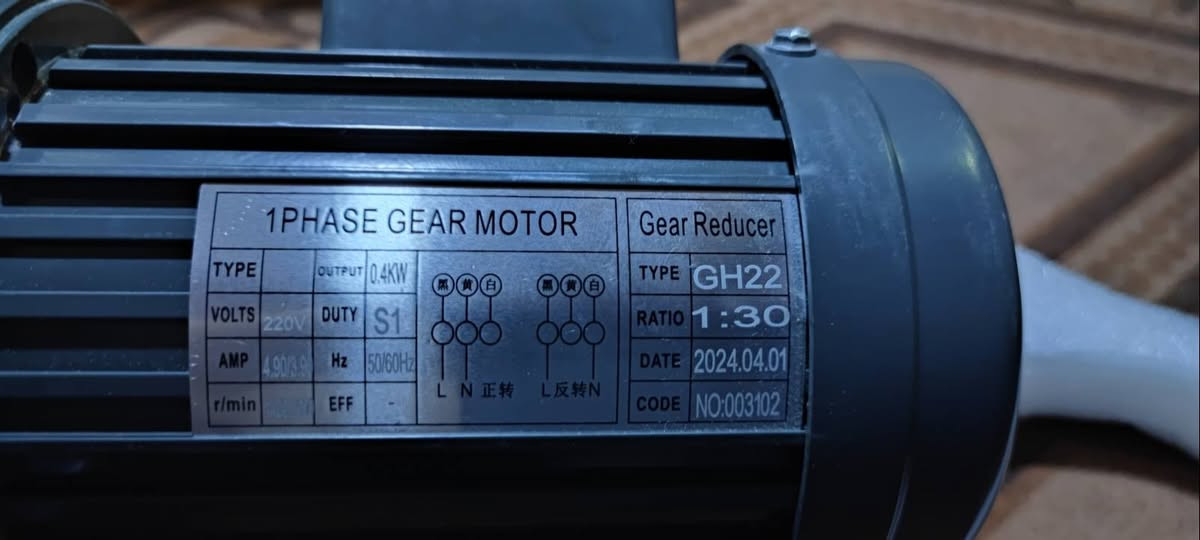 1PHASE GEAR MOTOR
TYPE OUTPUT 0.4KW
VOLTS 220V DUTY S1
AMP Hz 50/60Hz
r/min EFF -
黑 黄 白 黑 黄 白
L N 正转 L 反转 N
Gear Reducer
TYPE GH22
RATIO 1:30
DATE 2024.04.01
CODE NO:003102